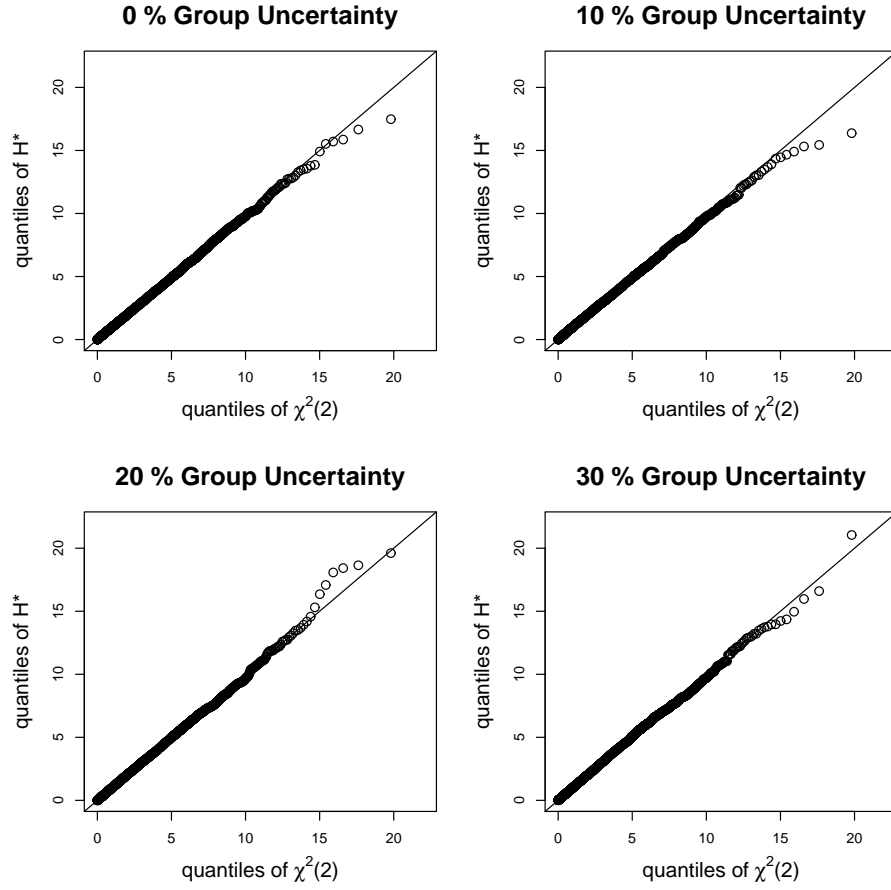 0 % Group Uncertainty
quantiles of H*
20
15
10
5
0
0 5 10 15 20
quantiles of χ²(2)
10 % Group Uncertainty
quantiles of H*
20
15
10
5
0
0 5 10 15 20
quantiles of χ²(2)
20 % Group Uncertainty
quantiles of H*
20
15
10
5
0
0 5 10 15 20
quantiles of χ²(2)
30 % Group Uncertainty
quantiles of H*
20
15
10
5
0
0 5 10 15 20
quantiles of χ²(2)